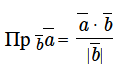 Пр b̅ a̅ = (a̅ · b̅) / |b̅|